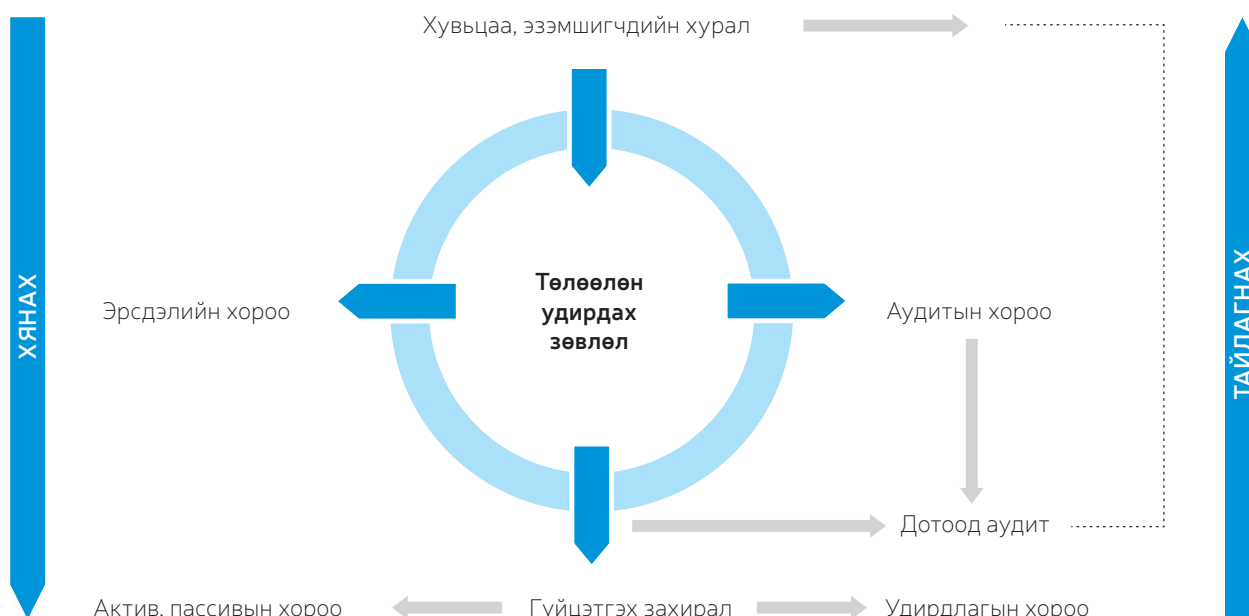 Хувьцаа, эзэмшигчдийн хурал
ХЯНАХ
Төлөөлөн
удирдах
зөвлөл
Эрсдэлийн хороо
Аудитын хороо
ТАЙЛАГНАХ
Дотоод аудит
Актив, пассивын хороо
Гүйцэтгэх захирал
Удирдлагын хороо